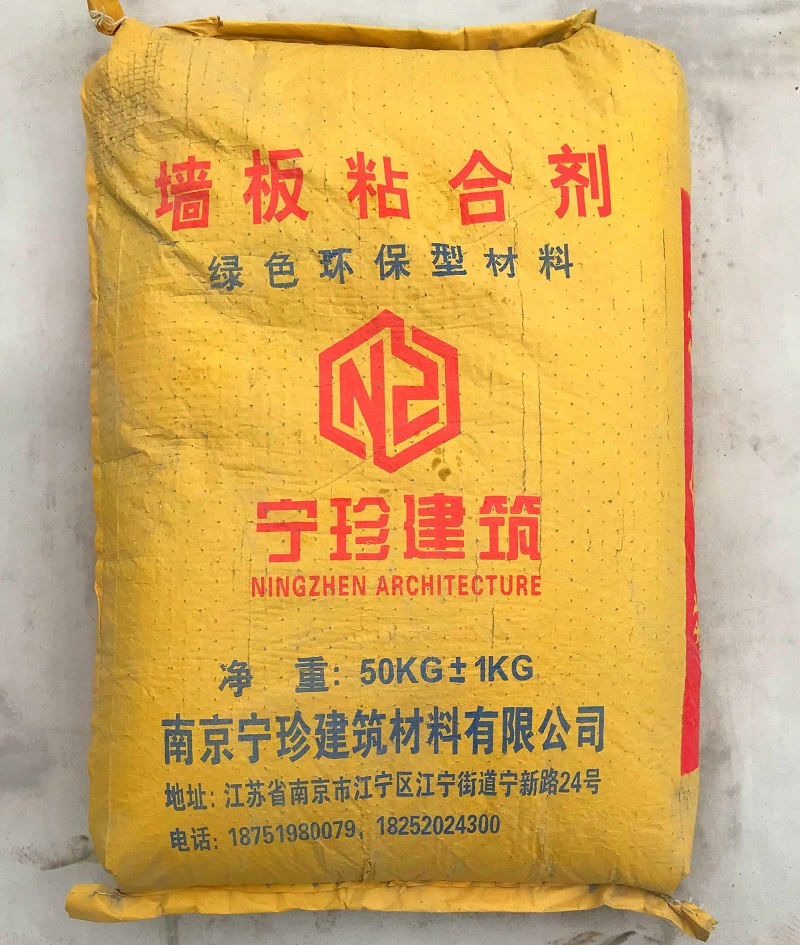 墙板粘合剂
绿色环保型材料
NZ
宁珍建筑
NINGZHEN ARCHITECTURE
净 重：50KG±1KG
南京宁珍建筑材料有限公司
地址：江苏省南京市江宁区江宁街道宁新路24号
电话：18751980079，18252024300